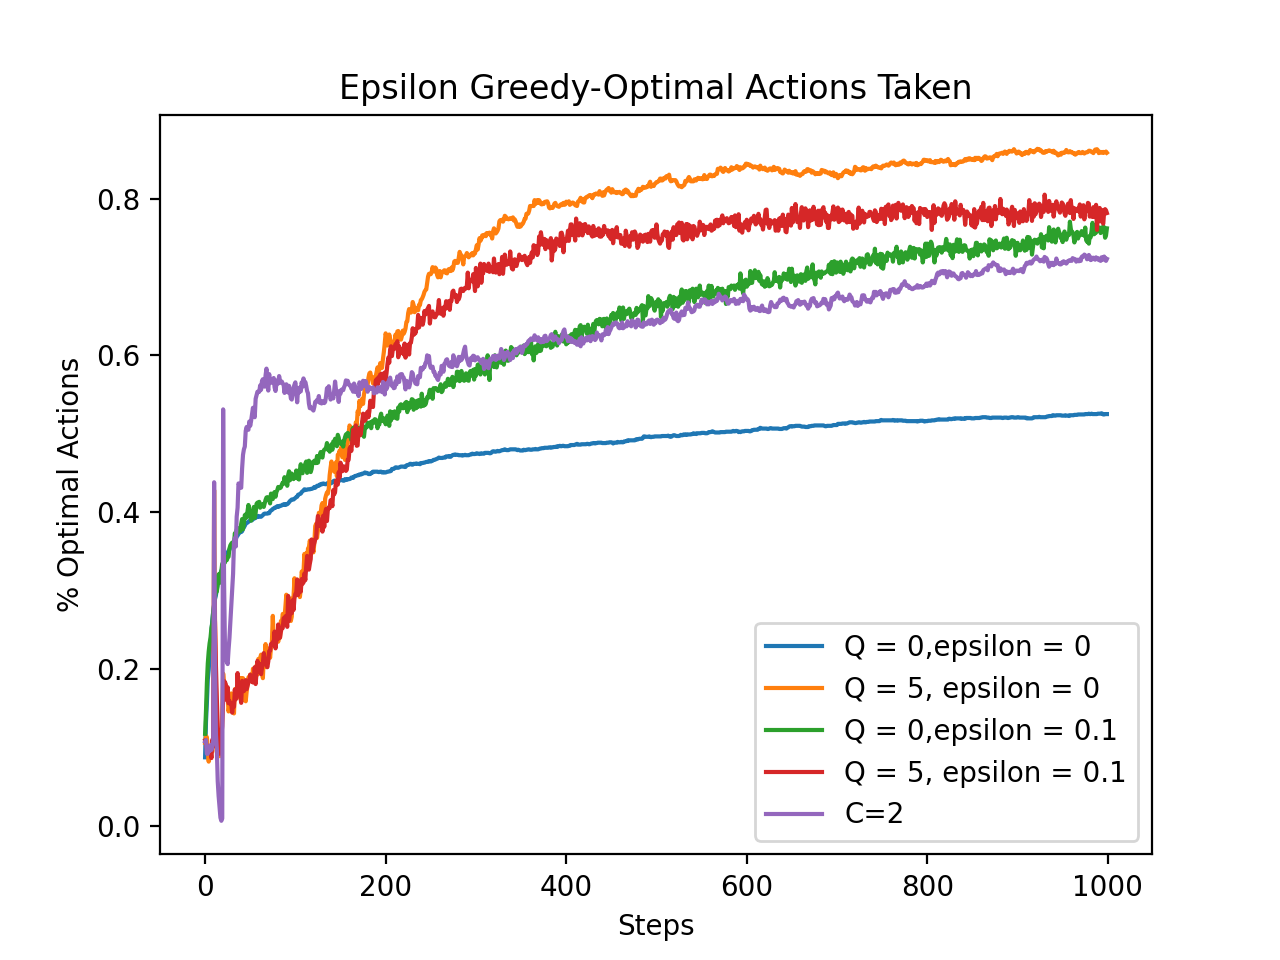 Epsilon Greedy-Optimal Actions Taken
% Optimal Actions
0.8
0.6
0.4
0.2
0.0
0 200 400 600 800 1000
Steps
Q = 0,epsilon = 0
Q = 5, epsilon = 0
Q = 0,epsilon = 0.1
Q = 5, epsilon = 0.1
C=2